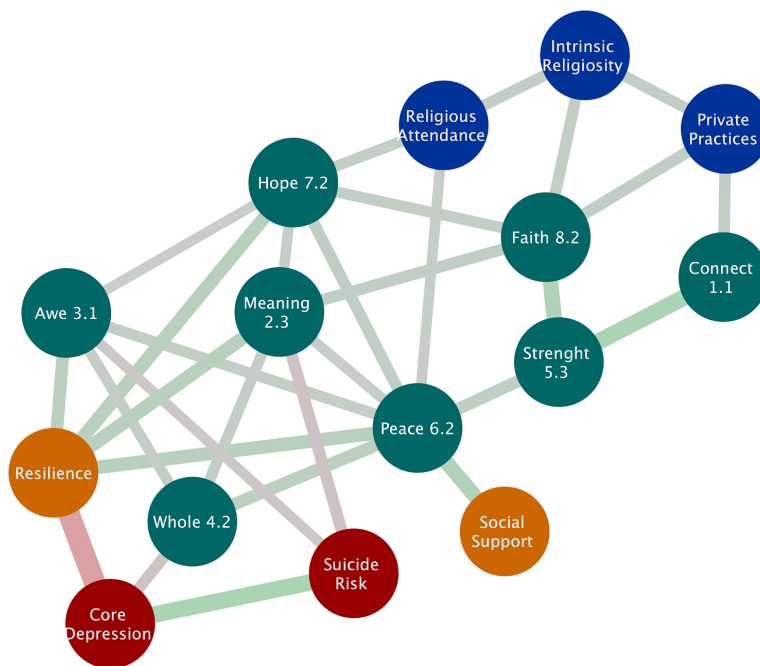 Intrinsic
Religiosity
Religious
Attendance
Private
Practices
Hope 7.2
Faith 8.2
Connect
1.1
Awe 3.1
Meaning
2.3
Strenght
5.3
Peace 6.2
Resilience
Whole 4.2
Social
Support
Suicide
Risk
Core
Depression